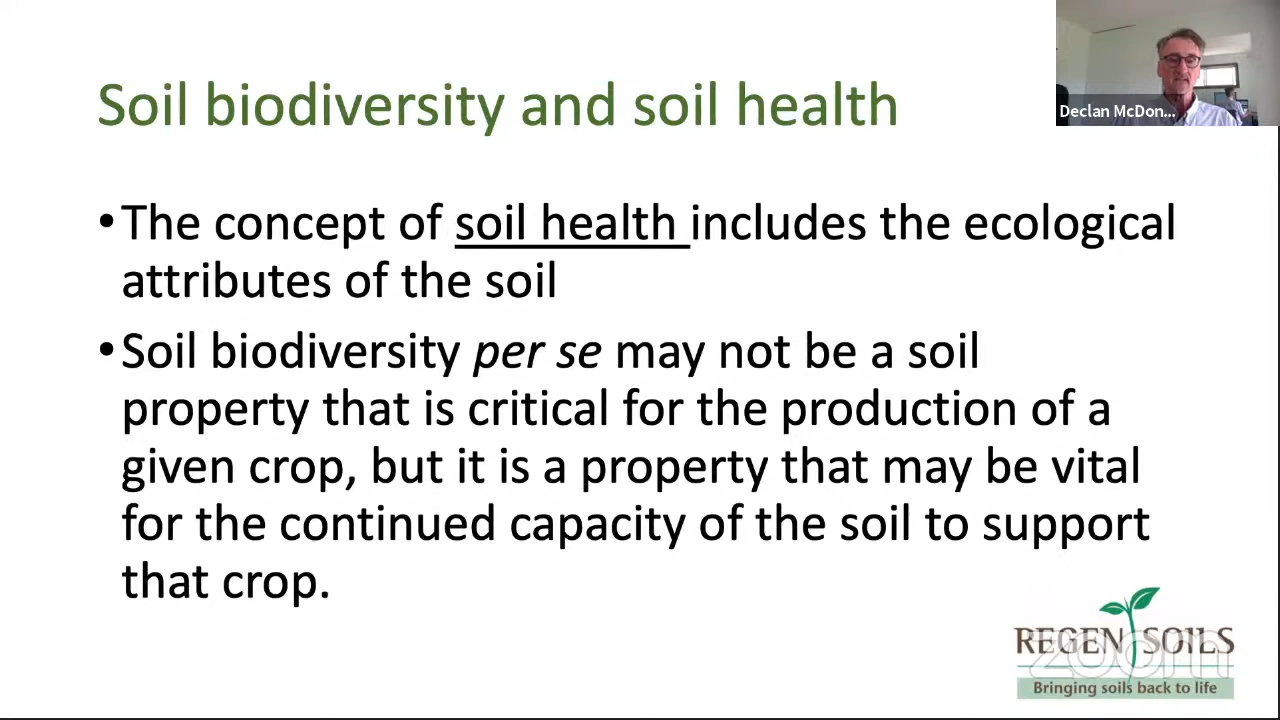 Soil biodiversity and soil health
Declan McDon...
•The concept of soil health includes the ecological
attributes of the soil
•Soil biodiversity per se may not be a soil
property that is critical for the production of a
given crop, but it is a property that may be vital
for the continued capacity of the soil to support
that crop.
REGEN SOILS
zoom
Bringing soils back to life